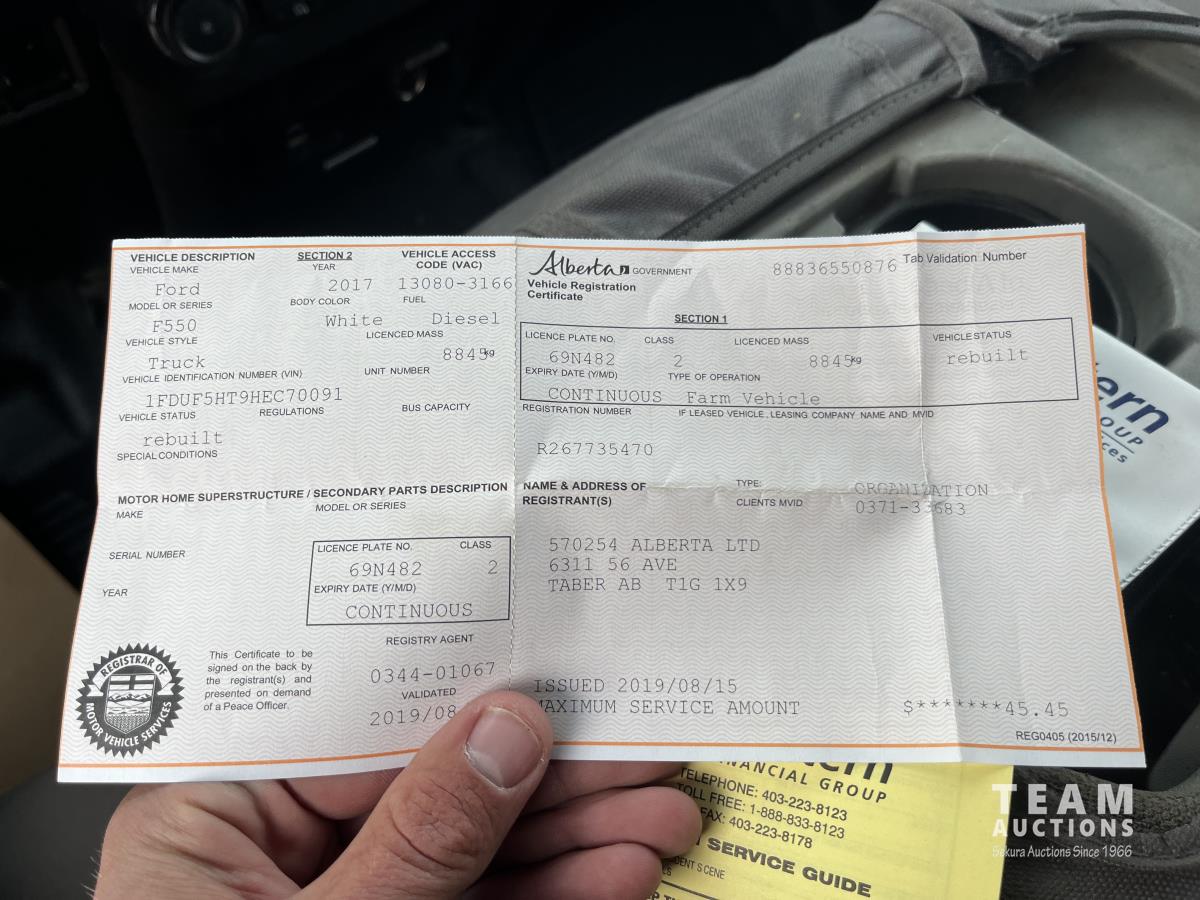 VEHICLE DESCRIPTION
SECTION 2
VEHICLE ACCESS
CODE (VAC)
VEHICLE MAKE
YEAR
Ford
2017
13080-3166
MODEL OR SERIES
BODY COLOR
FUEL
F550
White
Diesel
VEHICLE STYLE
LICENCED MASS
Truck
8845kg
VEHICLE IDENTIFICATION NUMBER (VIN)
UNIT NUMBER
1FDUF5HT9HEC70091
VEHICLE STATUS
REGULATIONS
BUS CAPACITY
rebuilt
SPECIAL CONDITIONS
MOTOR HOME SUPERSTRUCTURE / SECONDARY PARTS DESCRIPTION
MAKE
MODEL OR SERIES
SERIAL NUMBER
YEAR
LICENCE PLATE NO.
CLASS
69N482
2
EXPIRY DATE (Y/M/D)
CONTINUOUS
REGISTRY AGENT
0344-01067
VALIDATED
2019/08
REGISTRAR OF
MOTOR VEHICLE SERVICES
This Certificate to be
signed on the back by
the registrant(s) and
presented on demand
of a Peace Officer.
Alberta GOVERNMENT
88836550876
Tab Validation Number
Vehicle Registration
Certificate
SECTION 1
LICENCE PLATE NO.
CLASS
LICENCED MASS
VEHICLE STATUS
69N482
2
8845kg
rebuilt
EXPIRY DATE (Y/M/D)
TYPE OF OPERATION
CONTINUOUS
Farm Vehicle
REGISTRATION NUMBER
IF LEASED VEHICLE, LEASING COMPANY NAME AND MVID
R267735470
NAME & ADDRESS OF
REGISTRANT(S)
TYPE:
ORGANIZATION
CLIENTS MVID
0371-33683
570254 ALBERTA LTD
6311 56 AVE
TABER AB T1G 1X9
ISSUED 2019/08/15
MAXIMUM SERVICE AMOUNT
$*******45.45
REG0405 (2015/12)
TELEPHONE: 403-223-8123
TOLL FREE: 1-888-833-8123
FAX: 403-223-8178
SERVICE GUIDE
TEAM
AUCTIONS
Sekura Auctions Since 1966